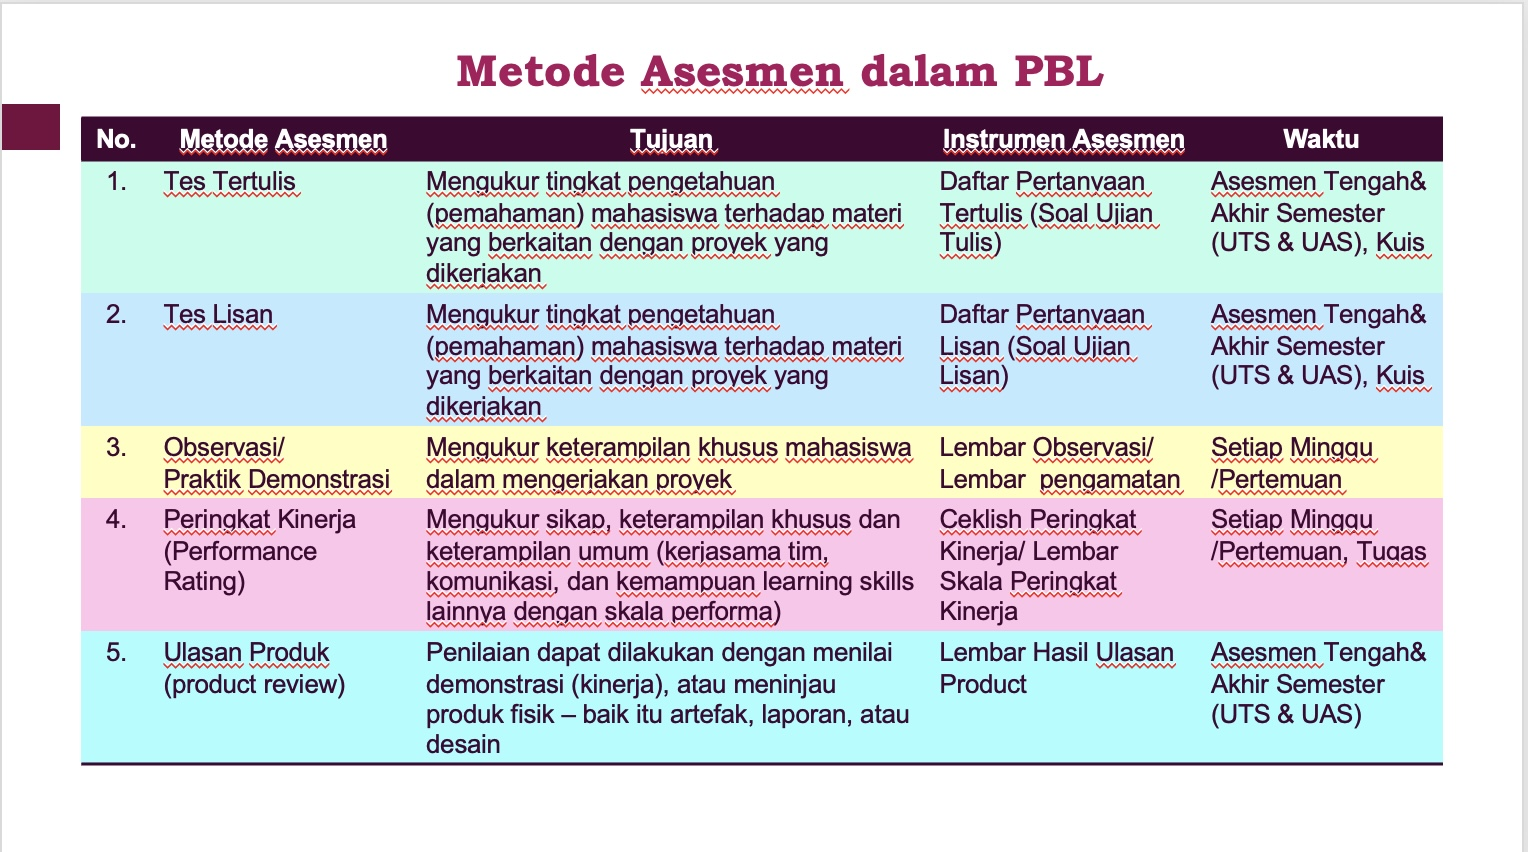 Metode Asesmen dalam PBL
No. Metode Asesmen Tujuan Instrumen Asesmen Waktu
1. Tes Tertulis Mengukur tingkat pengetahuan Daftar Pertanyaan Asesmen Tengah&
(pemahaman) mahasiswa terhadap materi Tertulis (Soal Ujian Akhir Semester
yang berkaitan dengan proyek yang Tulis) (UTS & UAS), Kuis
dikerjakan
2. Tes Lisan Mengukur tingkat pengetahuan Daftar Pertanyaan Asesmen Tengah&
(pemahaman) mahasiswa terhadap materi Lisan (Soal Ujian Akhir Semester
yang berkaitan dengan proyek yang Lisan) (UTS & UAS), Kuis
dikerjakan
3. Observasi/ Mengukur keterampilan khusus mahasiswa Lembar Observasi/ Setiap Minggu
Praktik Demonstrasi dalam mengerjakan proyek Lembar pengamatan /Pertemuan
4. Peringkat Kinerja Mengukur sikap, keterampilan khusus dan Ceklish Peringkat Setiap Minggu
(Performance keterampilan umum (kerjasama tim, Kinerja/ Lembar /Pertemuan, Tugas
Rating) komunikasi, dan kemampuan learning skills Skala Peringkat
lainnya dengan skala performa) Kinerja
5. Ulasan Produk Penilaian dapat dilakukan dengan menilai Lembar Hasil Ulasan Asesmen Tengah&
(product review) demonstrasi (kinerja), atau meninjau Product Akhir Semester
produk fisik – baik itu artefak, laporan, atau (UTS & UAS)
desain